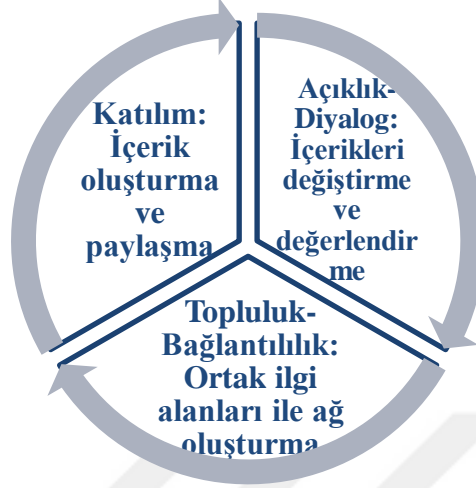 Katılım:
İçerik
oluşturma
ve
paylaşma
Açıklık-
Diyalog:
İçerikleri
değiştirme
ve
değerlendir
me
Topluluk-
Bağlantılılık:
Ortak ilgi
alanları ile ağ
oluşturma